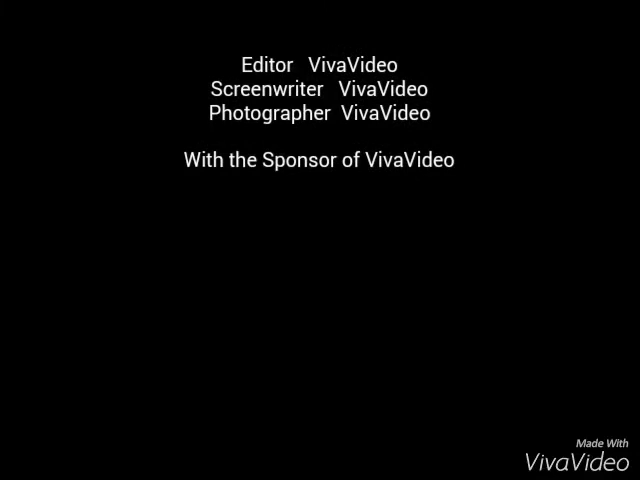 Editor VivaVideo
Screenwriter VivaVideo
Photographer VivaVideo
With the Sponsor of VivaVideo
Made With
VivaVideo